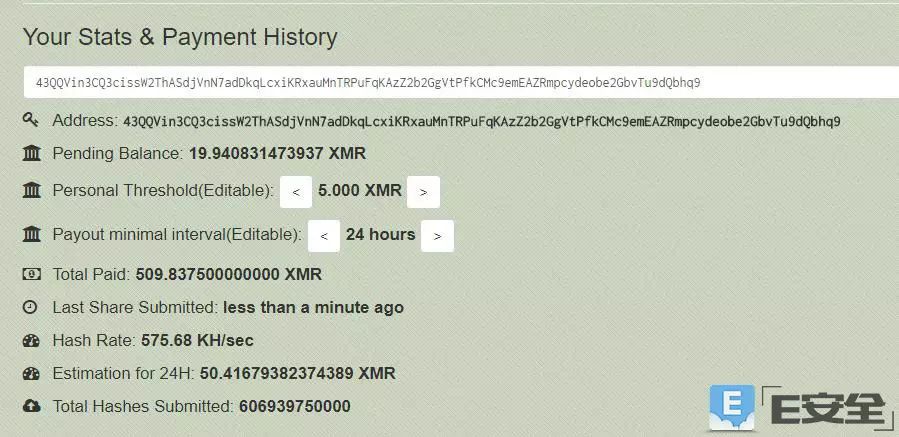 Your Stats & Payment History
43QQVin3CQ3cissW2ThASdjVnN7adDkqLcxiKRxauMnTRPuFqKAzZ2b2GgVtPfkCMc9emEAZRmpcydeobe2GbvTu9dQbhq9
Address: 43QQVin3CQ3cissW2ThASdjVnN7adDkqLcxiKRxauMnTRPuFqKAzZ2b2GgVtPfkCMc9emEAZRmpcydeobe2GbvTu9dQbhq9
Pending Balance: 19.940831473937 XMR
Personal Threshold(Editable): < 5.000 XMR >
Payout minimal interval(Editable): < 24 hours >
Total Paid: 509.837500000000 XMR
Last Share Submitted: less than a minute ago
Hash Rate: 575.68 KH/sec
Estimation for 24H: 50.41679382374389 XMR
Total Hashes Submitted: 606939750000
E E安全